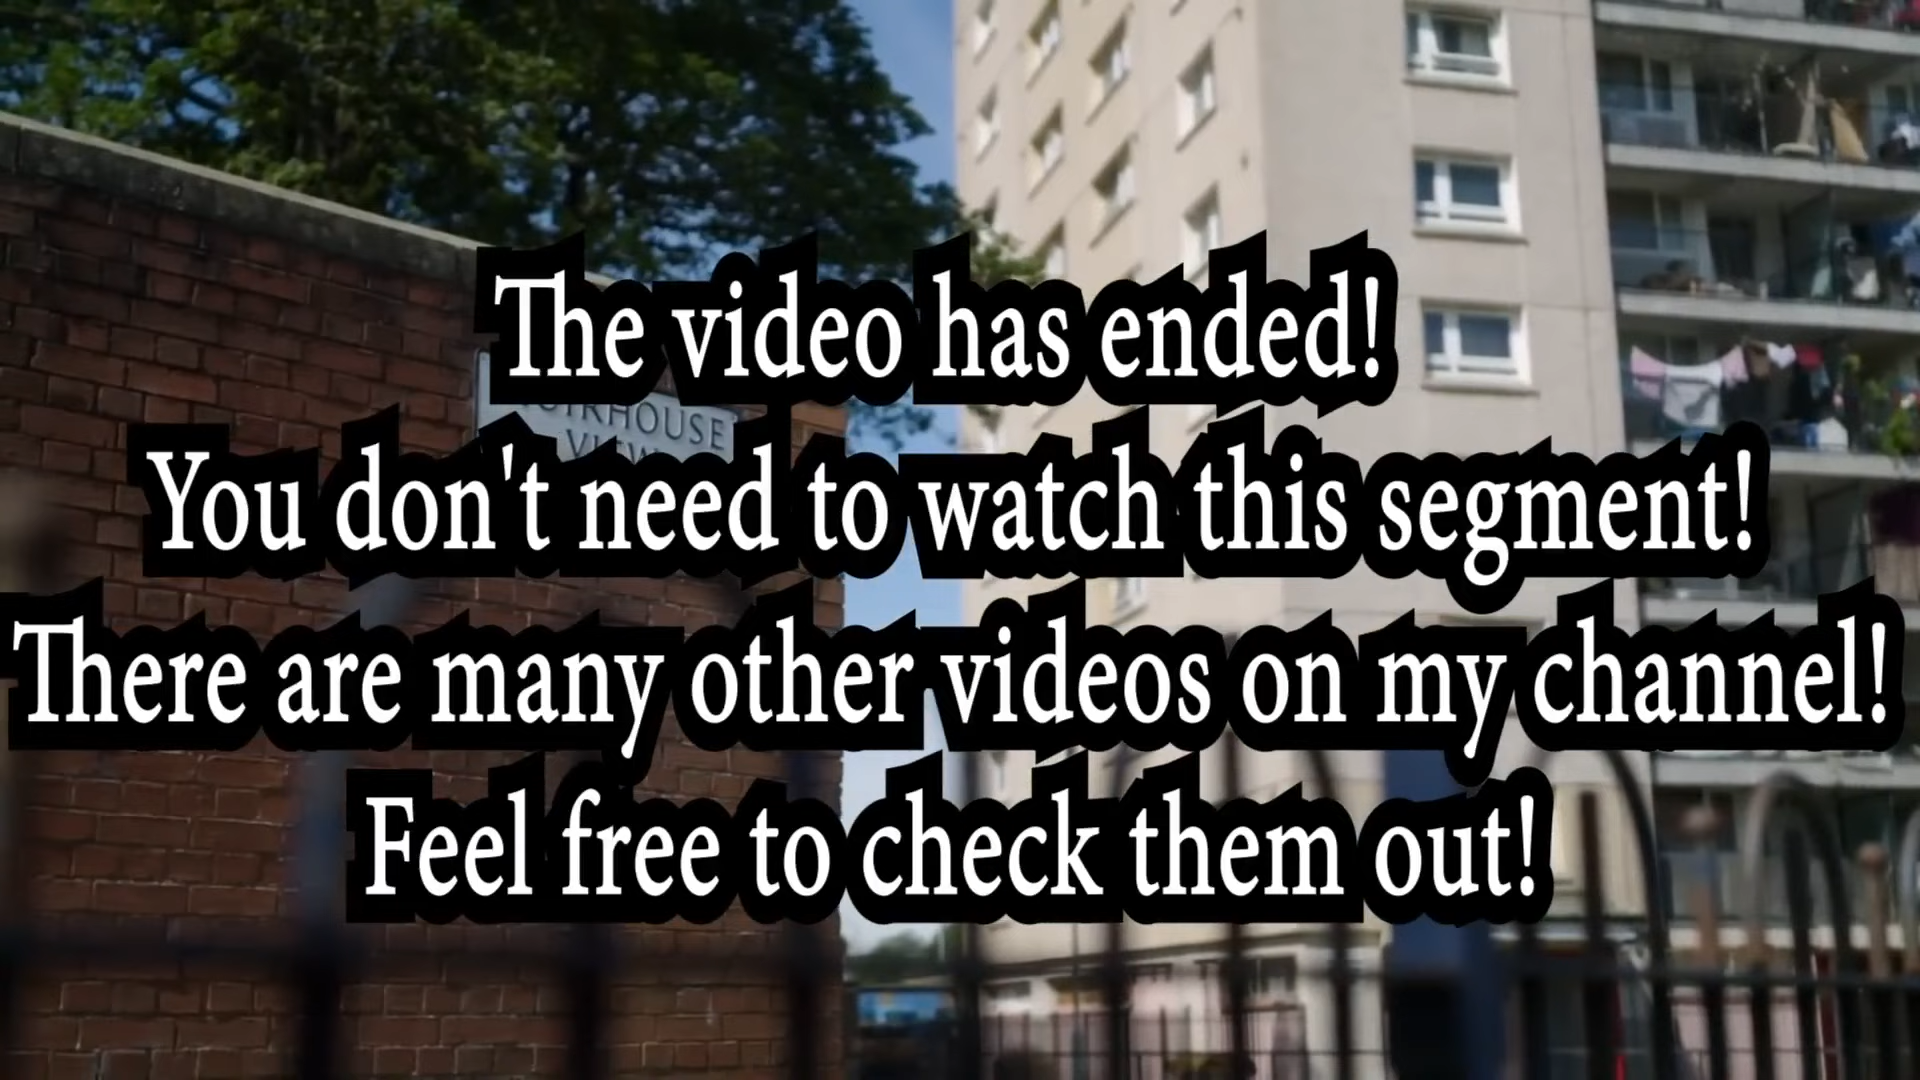 The video has ended!
HOUSE
You don't need to watch this segment!
There are many other videos on my channel!
Feel free to check them out!